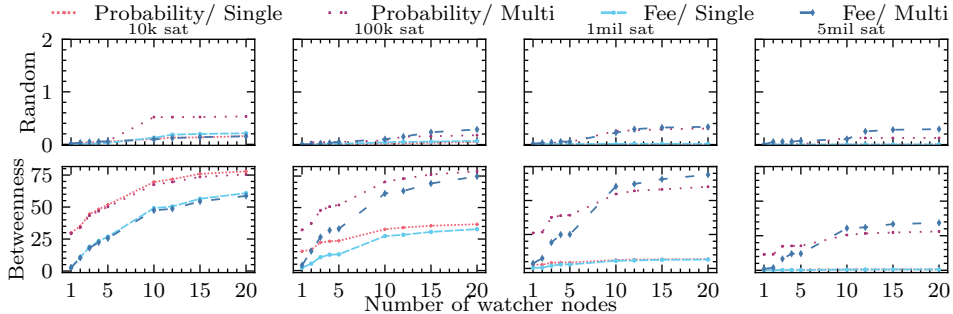 Probability/ Single Probability/ Multi Fee/ Single Fee/ Multi
10k sat 100k sat 1mil sat 5mil sat
Random
2
1
0
Betweenness
75
50
25
0
1 5 10 15 20 1 5 10 15 20 1 5 10 15 20 1 5 10 15 20
Number of watcher nodes